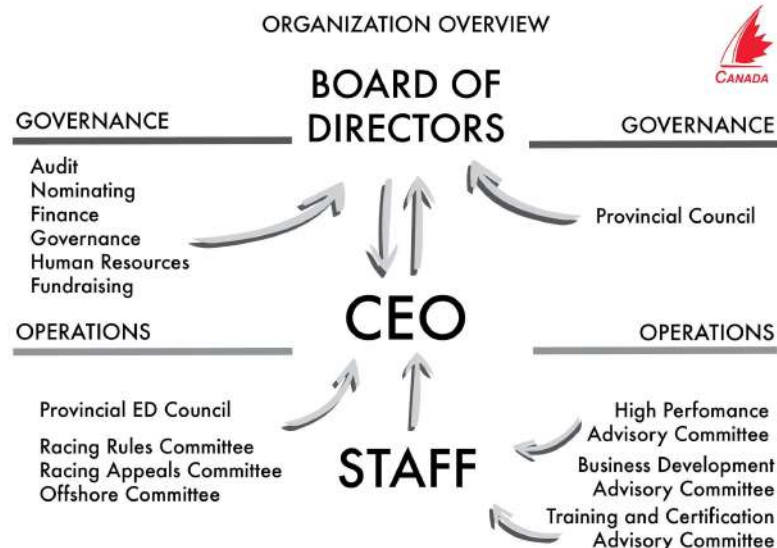 ORGANIZATION OVERVIEW
CANADA
BOARD OF
DIRECTORS
GOVERNANCE
Audit
Nominating
Finance
Governance
Human Resources
Fundraising
GOVERNANCE
Provincial Council
CEO
OPERATIONS
Provincial ED Council
Racing Rules Committee
Racing Appeals Committee
Offshore Committee
STAFF
OPERATIONS
High Perfomance
Advisory Committee
Business Development
Advisory Committee
Training and Certification
Advisory Committee